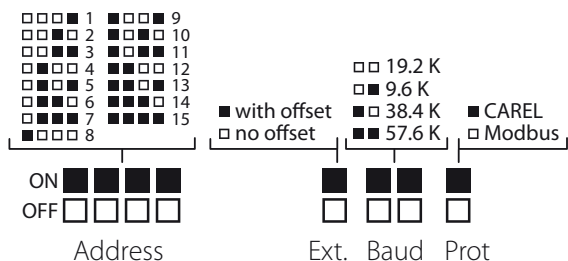 1 9
2 10
3 11
4 12
5 13
6 14
7 15
8
19.2 K
9.6 K
with offset 38.4 K CAREL
no offset 57.6 K Modbus
ON
OFF
Address Ext. Baud Prot